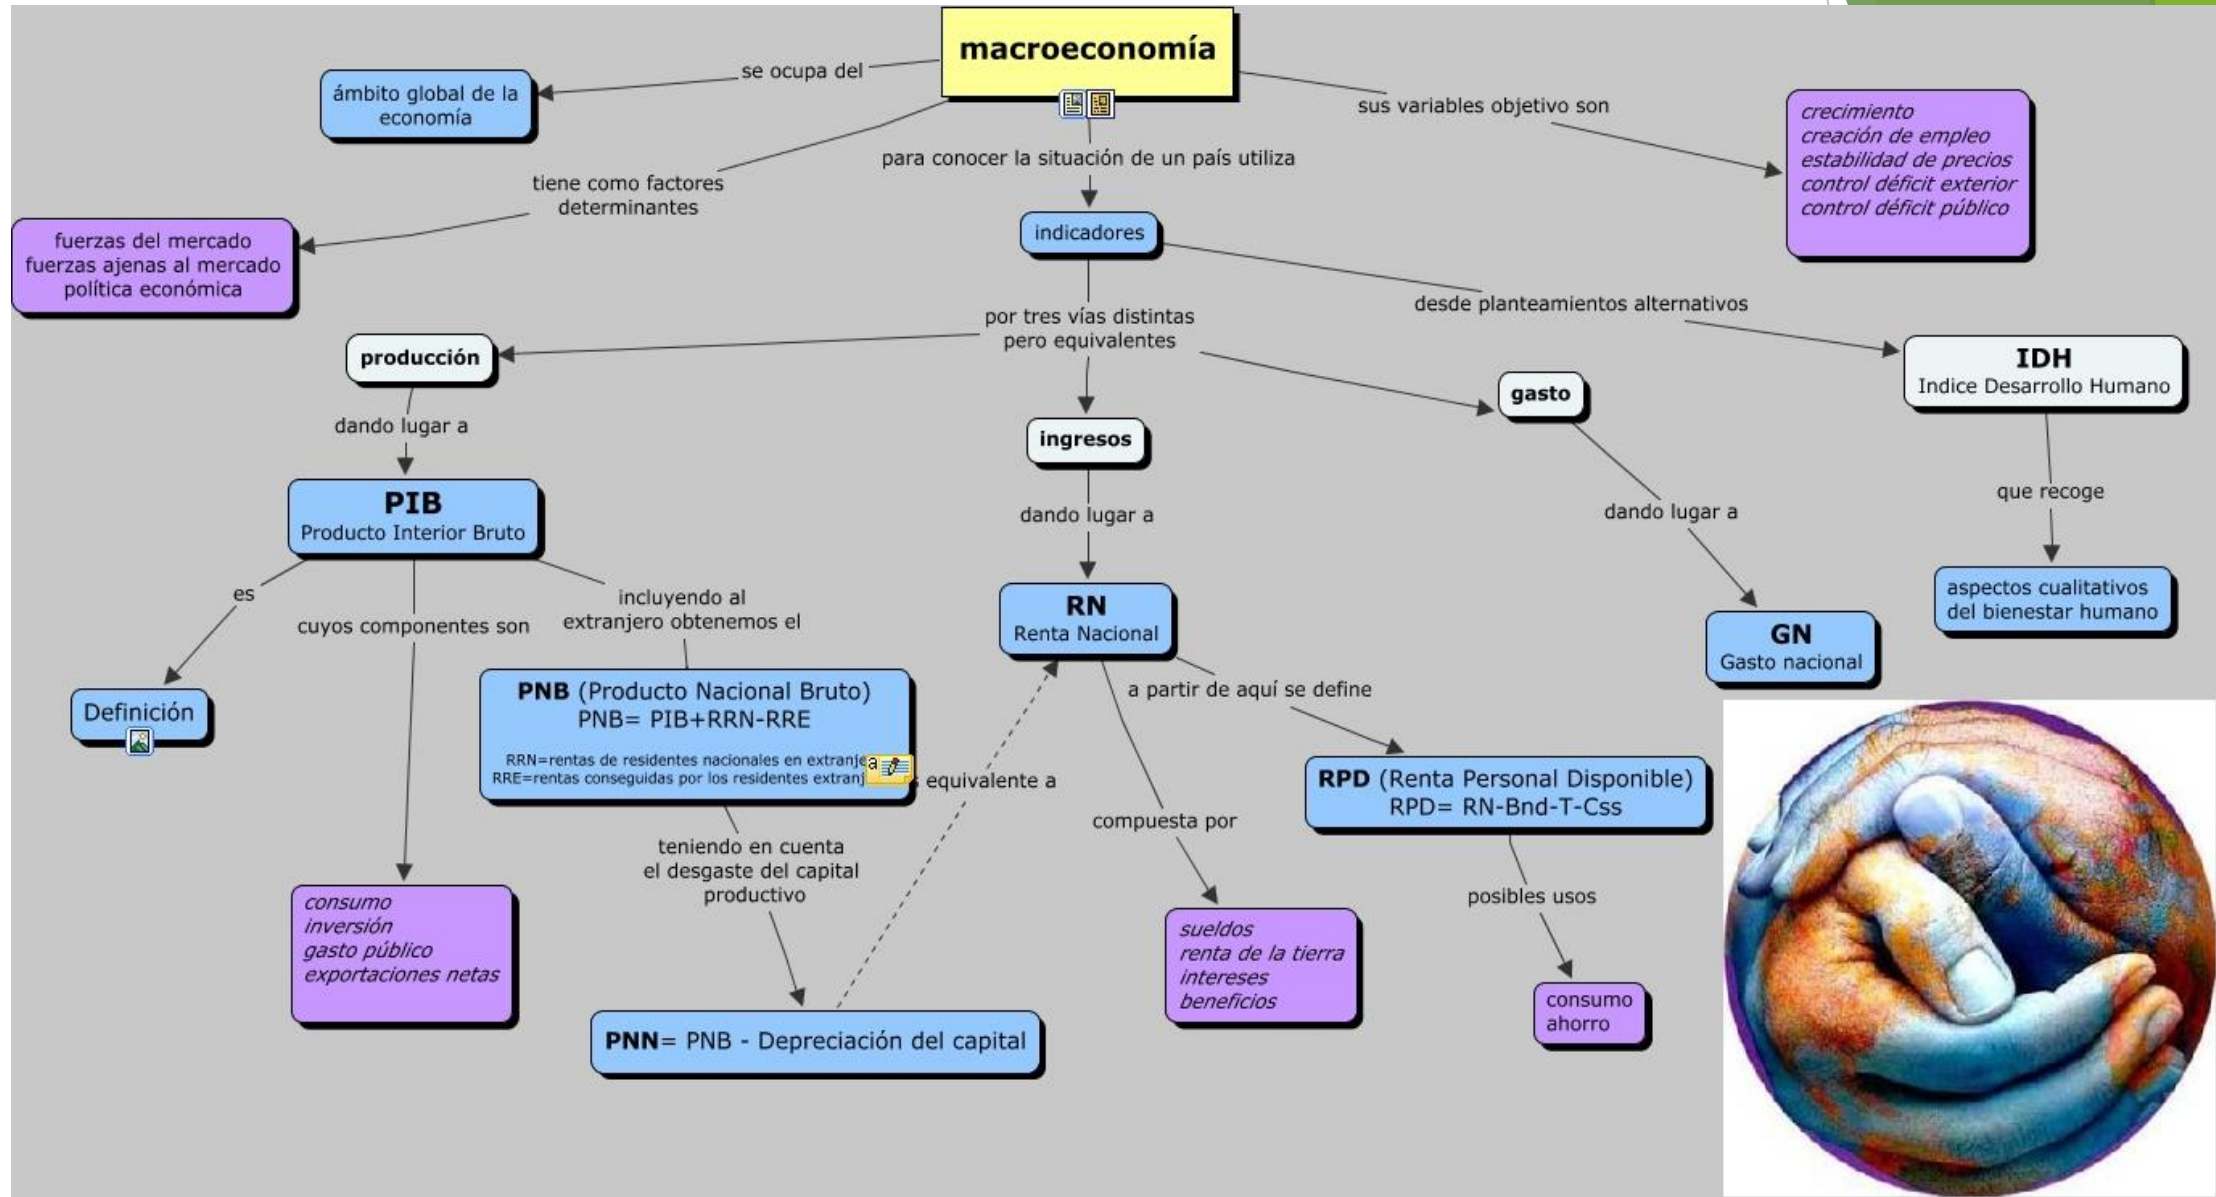 macroeconomía
se ocupa del
ámbito global de la
economía
tiene como factores
determinantes
fuerzas del mercado
fuerzas ajenas al mercado
política económica
para conocer la situación de un país utiliza
indicadores
sus variables objetivo son
crecimiento
creación de empleo
estabilidad de precios
control déficit exterior
control déficit público
por tres vías distintas
pero equivalentes
desde planteamientos alternativos
producción
dando lugar a
PIB
Producto Interior Bruto
es
Definición
cuyos componentes son
consumo
inversión
gasto público
exportaciones netas
incluyendo al
extranjero obtenemos el
PNB (Producto Nacional Bruto)
PNB= PIB+RRN-RRE
RRN=rentas de residentes nacionales en
RRE=rentas conseguidas por los residentes
a
teniendo en cuenta
el desgaste del capital
productivo
PNN= PNB - Depreciación del capital
equivalente a
ingresos
dando lugar a
RN
Renta Nacional
compuesta por
sueldos
renta de la tierra
intereses
beneficios
a partir de aquí se define
RPD (Renta Personal Disponible)
RPD= RN-Bnd-T-Css
posibles usos
consumo
ahorro
gasto
dando lugar a
GN
Gasto nacional
IDH
Indice Desarrollo Humano
que recoge
aspectos cualitativos
del bienestar humano